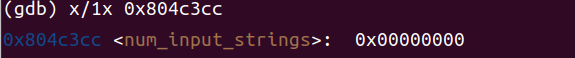 (gdb) x/1x 0x804c3cc
0x804c3cc <num_input_strings>: 0x00000000